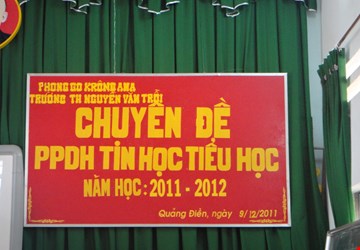 PHÒNG GD KRÔNG ANA
TRƯỜNG TH NGUYỄN VĂN TRỖI
CHUYÊN ĐỀ
PPDH TIN HỌC TIỂU HỌC
NĂM HỌC: 2011 - 2012
Quảng Điền, ngày 9/12/2011